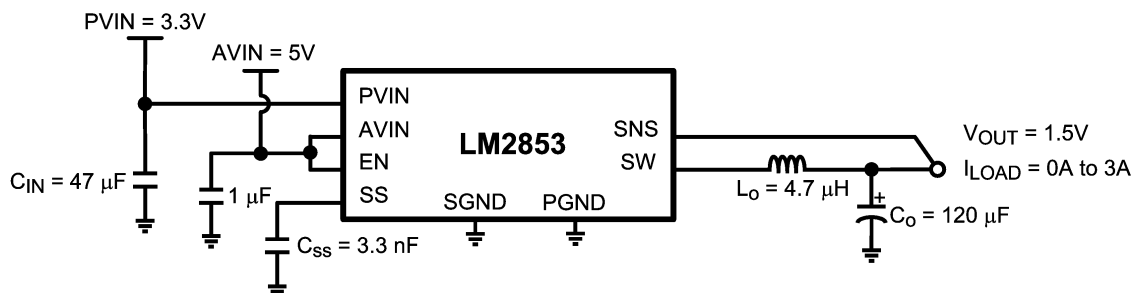 PVIN = 3.3V
AVIN = 5V
PVIN
AVIN
EN
SS
LM2853
SNS
SW
SGND
PGND
VOUT = 1.5V
ILOAD = 0A to 3A
CIN = 47 μF
1 μF
CSS = 3.3 nF
LO = 4.7 μH
+
CO = 120 μF